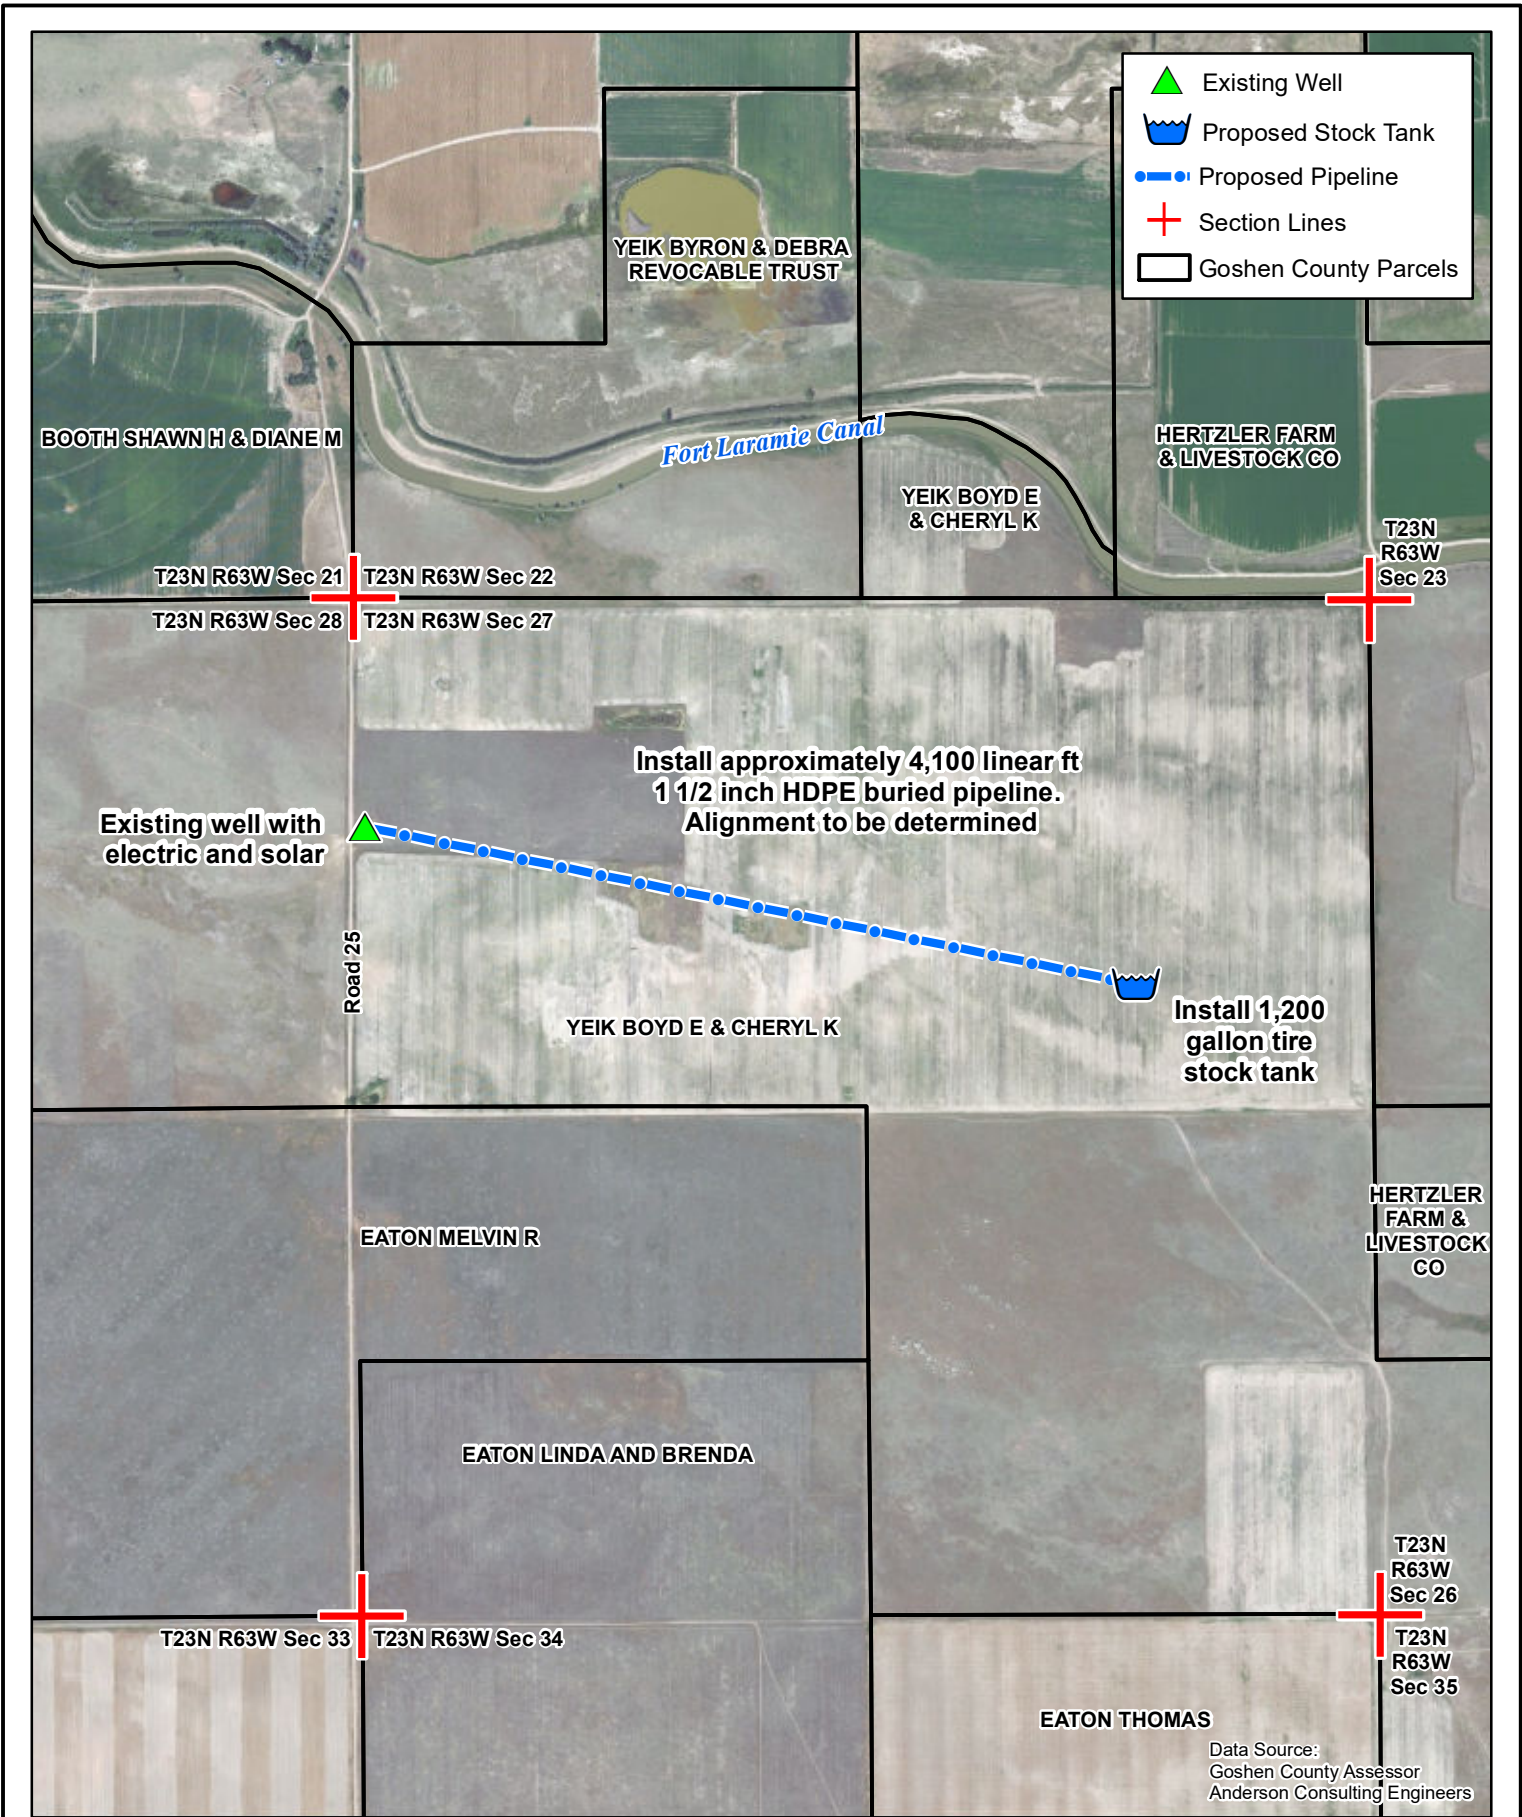 Existing Well
Proposed Stock Tank
Proposed Pipeline
Section Lines
Goshen County Parcels
YEIK BYRON & DEBRA
REVOCABLE TRUST
BOOTH SHAWN H & DIANE M
Fort Laramie Canal
HERTZLER FARM
& LIVESTOCK CO
YEIK BOYD E
& CHERYL K
T23N
R63W
Sec 23
T23N R63W Sec 21
T23N R63W Sec 22
T23N R63W Sec 28
T23N R63W Sec 27
Install approximately 4,100 linear ft
1 1/2 inch HDPE buried pipeline.
Alignment to be determined
Existing well with
electric and solar
Road 25
YEIK BOYD E & CHERYL K
Install 1,200
gallon tire
stock tank
EATON MELVIN R
HERTZLER
FARM &
LIVESTOCK
CO
EATON LINDA AND BRENDA
T23N
R63W
Sec 26
T23N R63W Sec 33
T23N R63W Sec 34
T23N
R63W
Sec 35
EATON THOMAS
Data Source:
Goshen County Assessor
Anderson Consulting Engineers